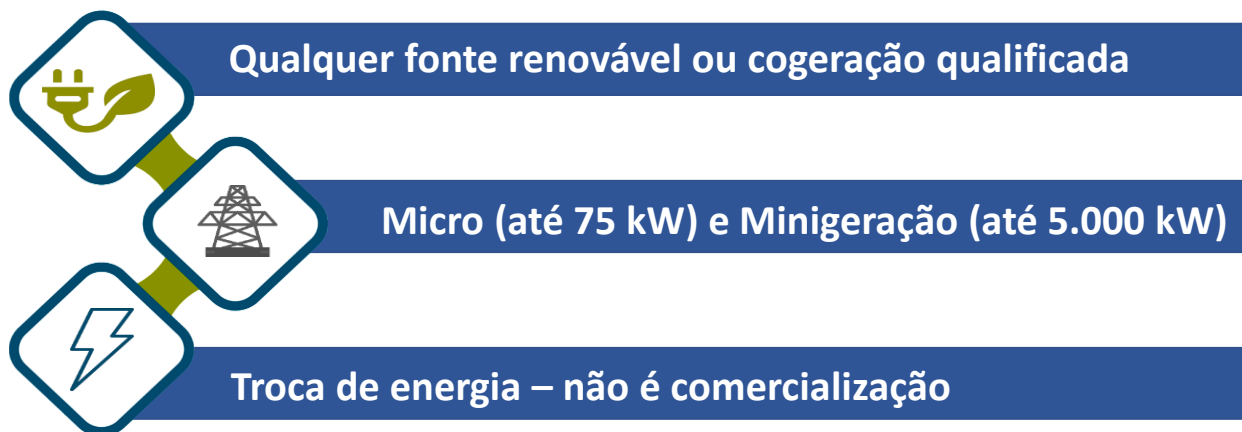 Qualquer fonte renovável ou cogeração qualificada
Micro (até 75 kW) e Minigeração (até 5.000 kW)
Troca de energia – não é comercialização